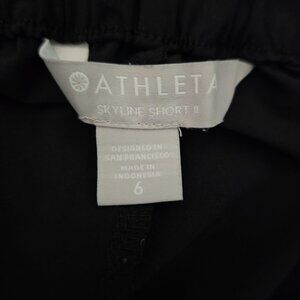 ATHLETA
SKYLINE SHORT II
DESIGNED IN
SAN FRANCISCO
MADE IN
INDONESIA
6